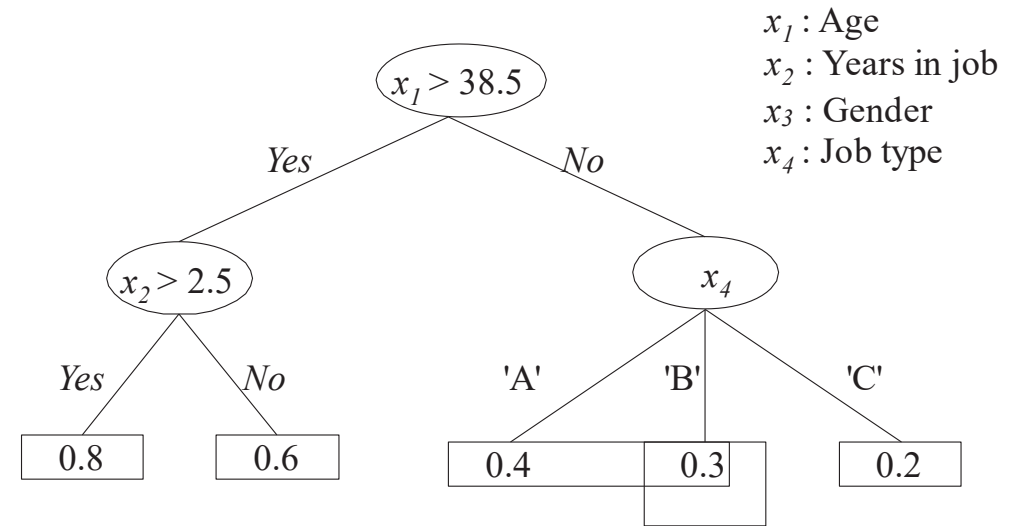 x₁ : Age
x₂ : Years in job
x₃ : Gender
x₄ : Job type
x₁ > 38.5
Yes
No
x₂ > 2.5
x₄
Yes
No
'A'
'B'
'C'
0.8
0.6
0.4
0.3
0.2